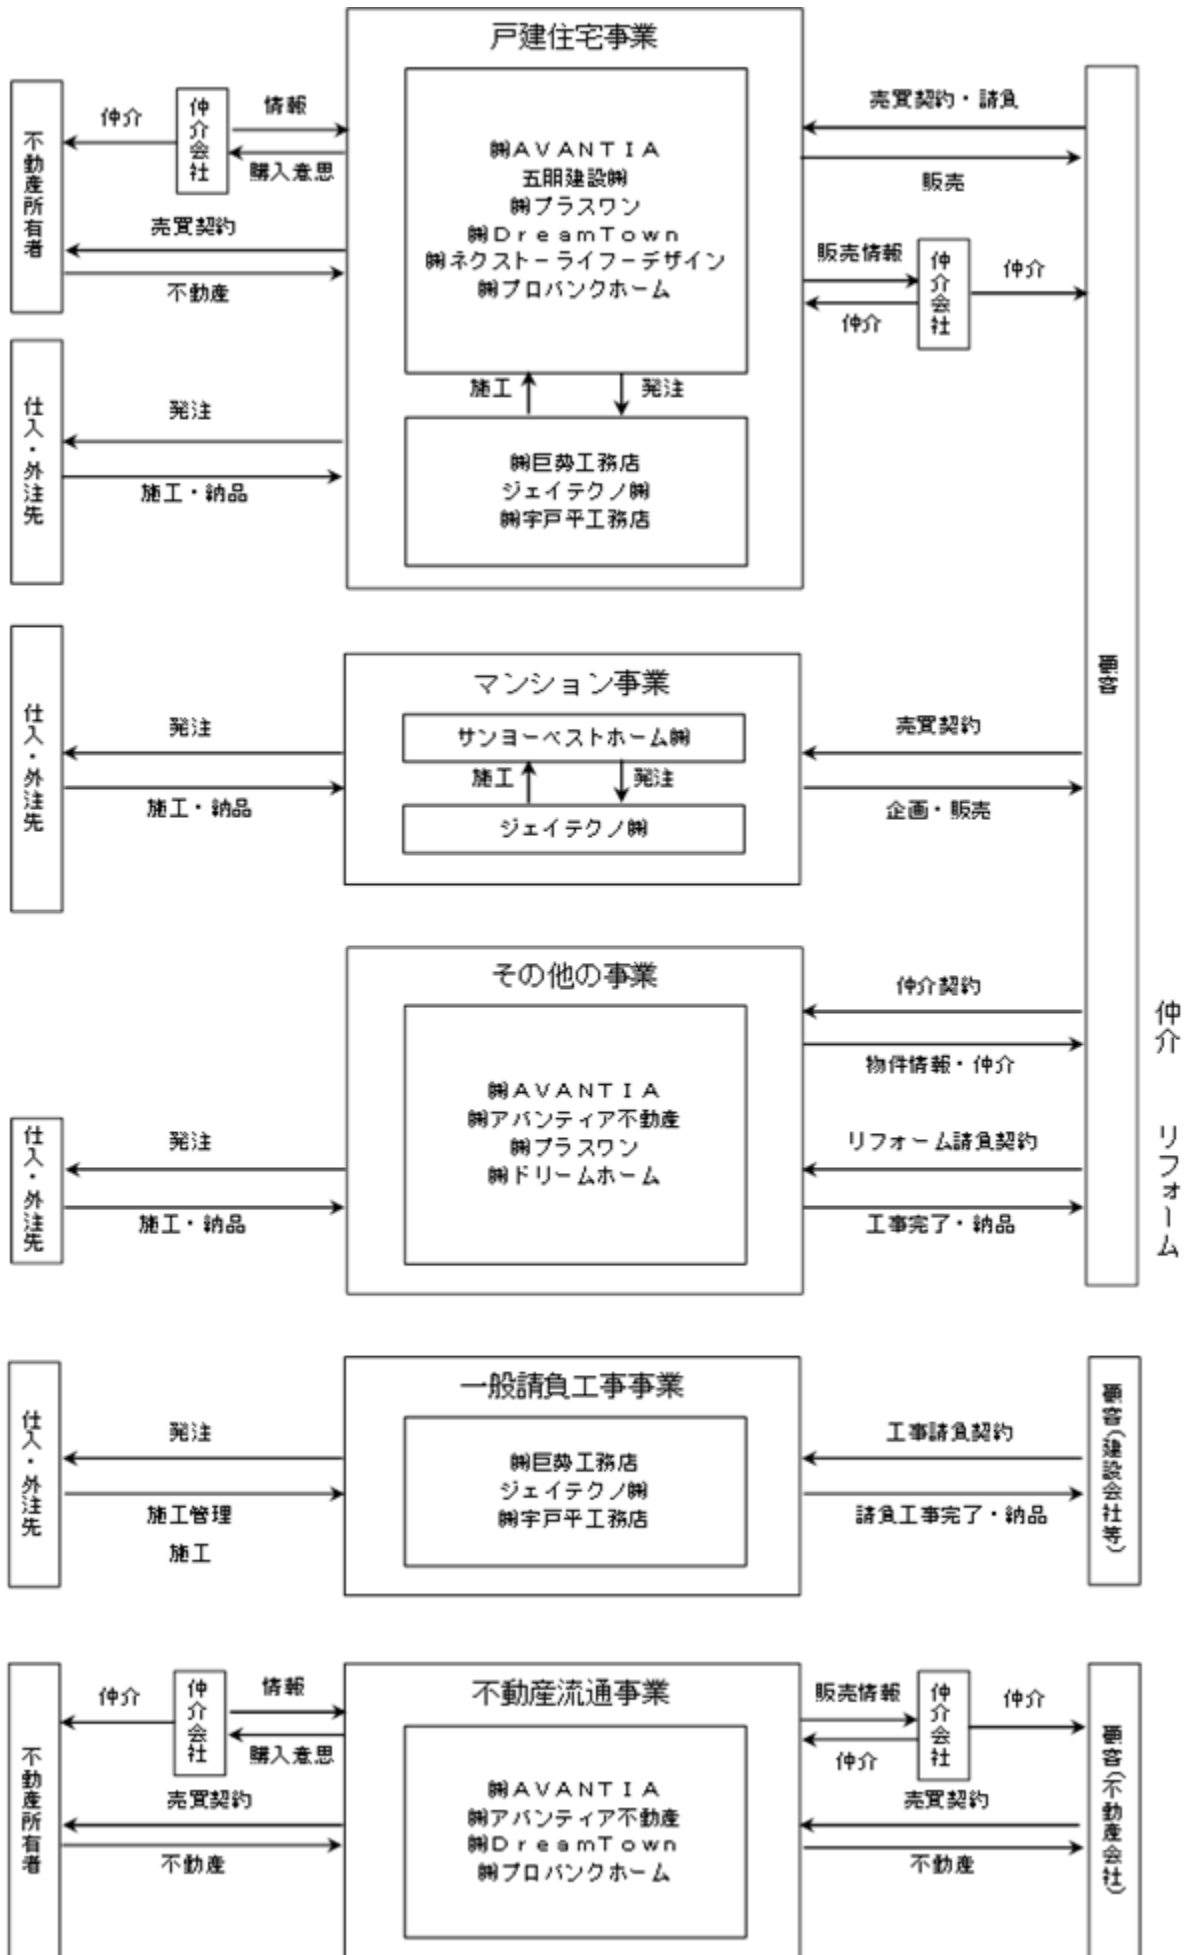 戸建住宅事業
㈱ＡＶＡＮＴＩＡ
五朋建設㈱
㈱プラスワン
㈱ＤｒｅａｍＴｏｗｎ
㈱ネクスト－ライフ－デザイン
㈱プロバンクホーム
施工
発注
㈱巨勢工務店
ジェイテクノ㈱
㈱宇戸平工務店
不動産所有者
仲介
仲介会社
情報
購入意思
売買契約
不動産
仕入・外注先
発注
施工・納品
売買契約・請負
販売
販売情報
仲介
仲介会社
仲介
顧客
マンション事業
サンヨーベストホーム㈱
施工
発注
ジェイテクノ㈱
仕入・外注先
発注
施工・納品
売買契約
企画・販売
その他の事業
㈱ＡＶＡＮＴＩＡ
㈱アバンティア不動産
㈱プラスワン
㈱ドリームホーム
仕入・外注先
発注
施工・納品
仲介契約
物件情報・仲介
仲介
リフォーム請負契約
工事完了・納品
リフォーム
一般請負工事事業
㈱巨勢工務店
ジェイテクノ㈱
㈱宇戸平工務店
仕入・外注先
発注
施工管理
施工
工事請負契約
請負工事完了・納品
顧客（建設会社等）
不動産流通事業
㈱ＡＶＡＮＴＩＡ
㈱アバンティア不動産
㈱ＤｒｅａｍＴｏｗｎ
㈱プロバンクホーム
不動産所有者
仲介
仲介会社
情報
購入意思
売買契約
不動産
販売情報
仲介
仲介会社
仲介
売買契約
不動産
顧客（不動産会社）